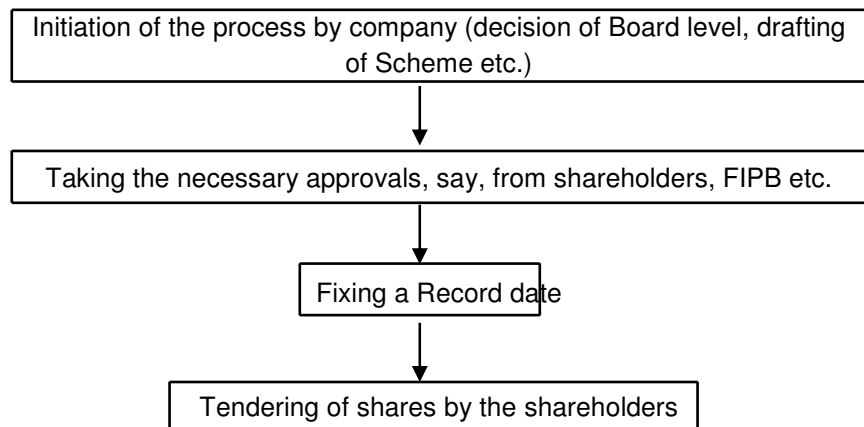 Initiation of the process by company (decision of Board level, drafting
of Scheme etc.)
Taking the necessary approvals, say, from shareholders, FIPB etc.
Fixing a Record date
Tendering of shares by the shareholders